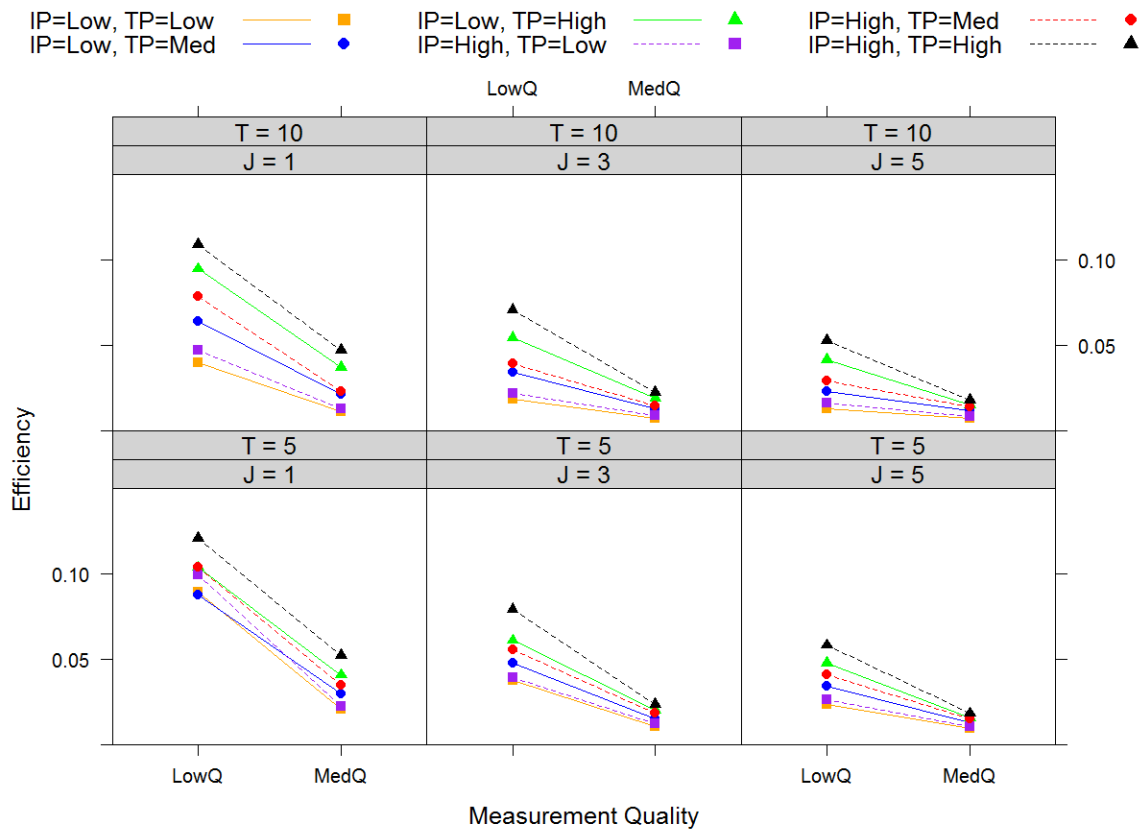 IP=Low, TP=Low IP=Low, TP=High IP=High, TP=Med
IP=Low, TP=Med IP=High, TP=Low IP=High, TP=High
LowQ MedQ
T = 10 T = 10 T = 10
J = 1 J = 3 J = 5
0.10
0.05
Efficiency
T = 5 T = 5 T = 5
J = 1 J = 3 J = 5
0.10
0.05
LowQ MedQ LowQ MedQ
Measurement Quality